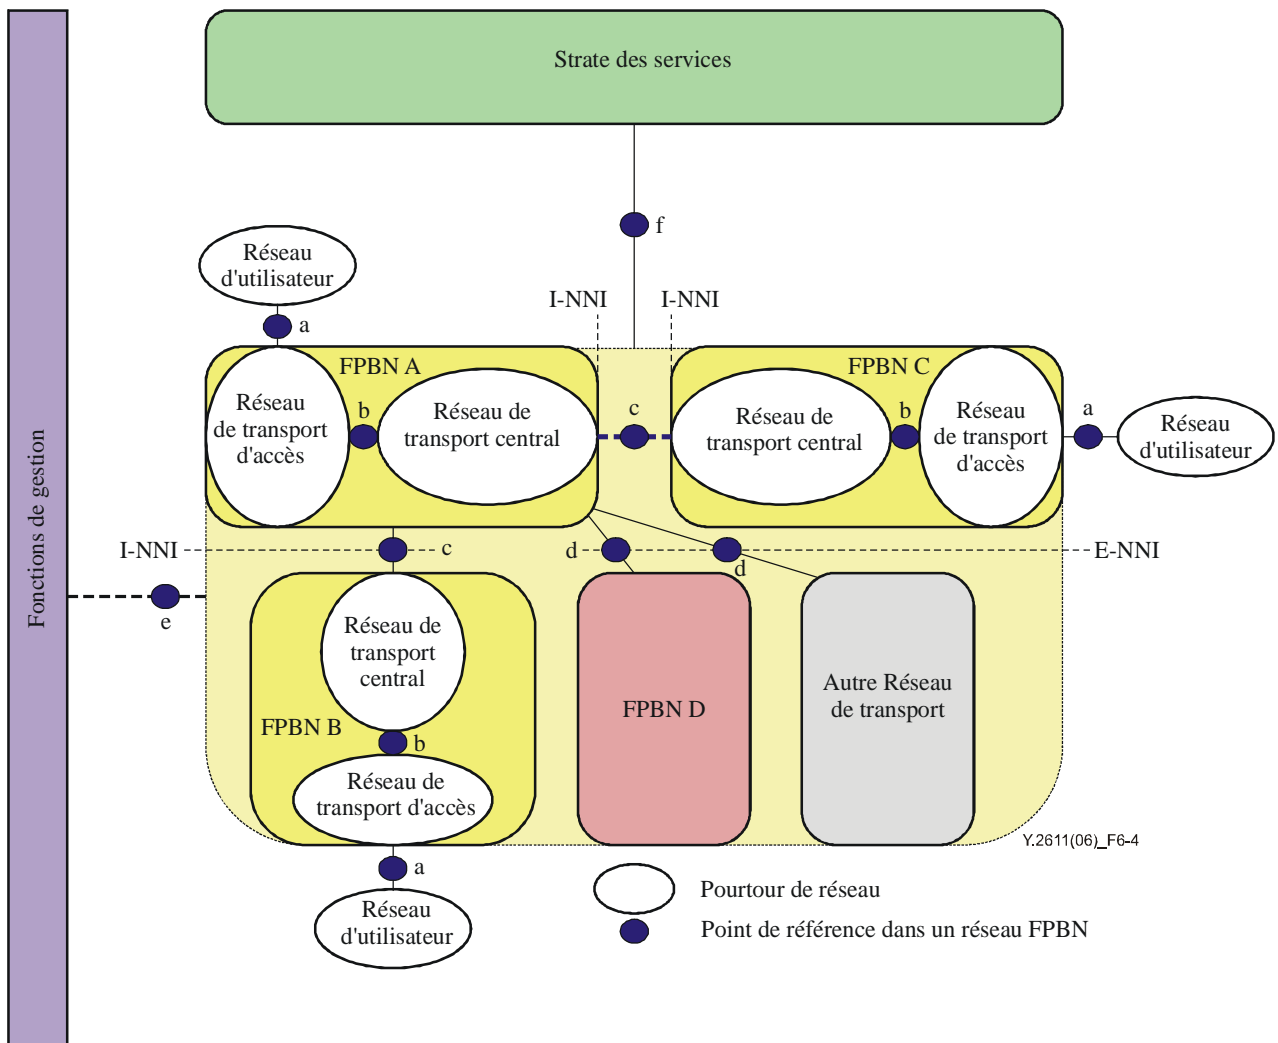 Strate des services
f
Réseau
d'utilisateur
I-NNI
I-NNI
a
FPBN A
FPBN C
Réseau
de transport
d'accès
b
Réseau de
transport central
c
Réseau de
transport central
b
Réseau
de transport
d'accès
a
Réseau
d'utilisateur
Fonctions de gestion
I-NNI
c
d
d
E-NNI
e
Réseau de
transport
central
FPBN B
b
Réseau de
transport d'accès
FPBN D
Autre Réseau
de transport
Y.2611(06)_F6-4
a
Réseau
d'utilisateur
Pourtour de réseau
Point de référence dans un réseau FPBN